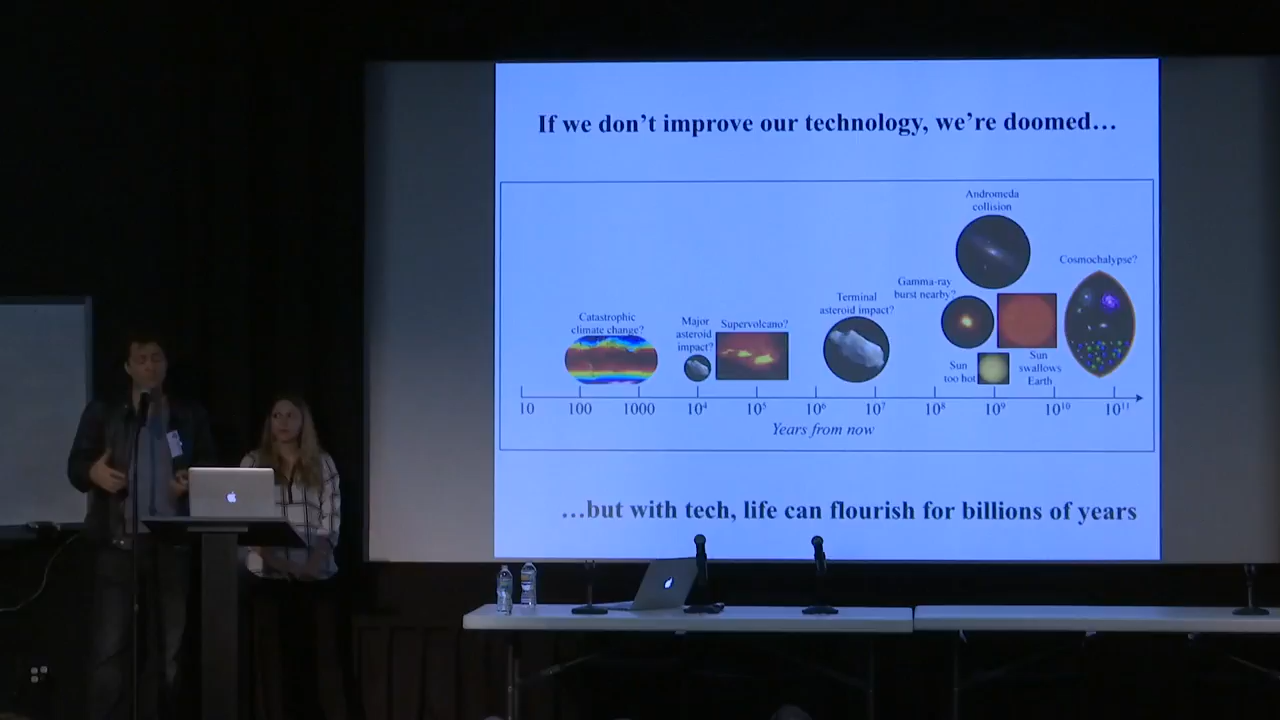 If we don't improve our technology, we're doomed…
Andromeda
collision
Cosmochalypse?
Gamma-ray
burst nearby?
Terminal
asteroid impact?
Catastrophic
climate change?
Major
asteroid
impact?
Supervolcano?
Sun
too hot
Sun
swallows
Earth
10 100 1000 10⁴ 10⁵ 10⁶ 10⁷ 10⁸ 10⁹ 10¹⁰ 10¹¹
Years from now
…but with tech, life can flourish for billions of years